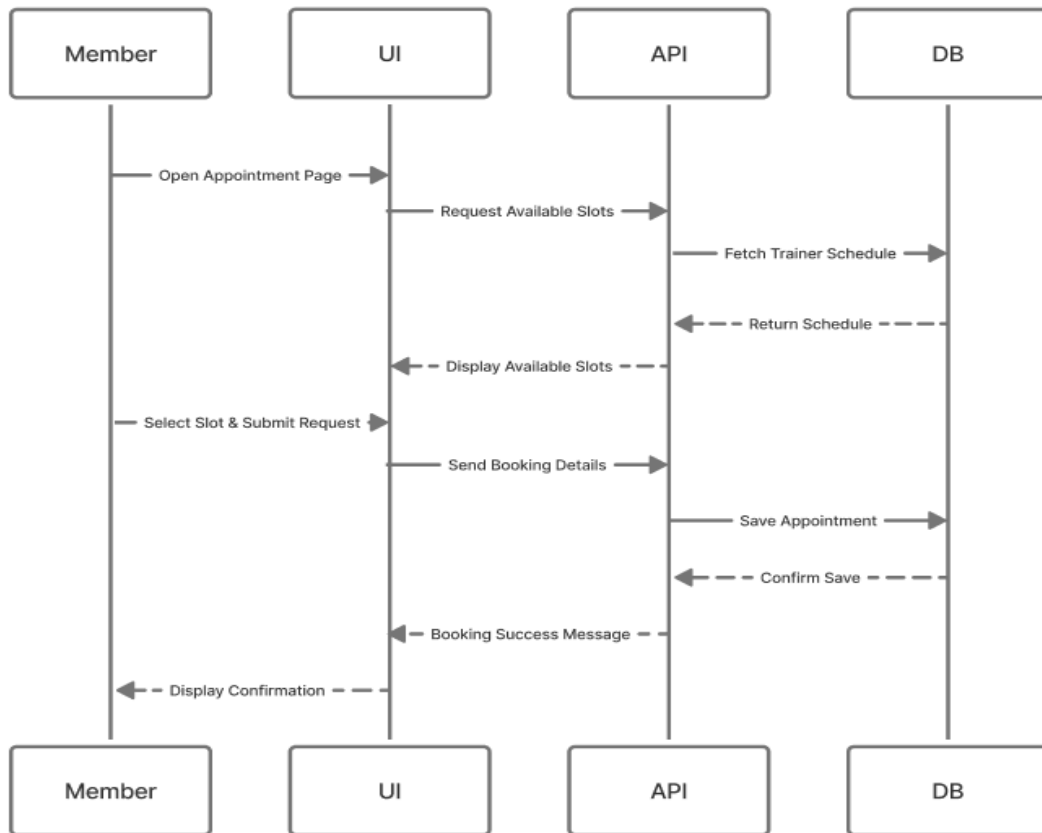 Member
UI
API
DB
Open Appointment Page
Request Available Slots
Fetch Trainer Schedule
Return Schedule
Display Available Slots
Select Slot & Submit Request
Send Booking Details
Save Appointment
Confirm Save
Booking Success Message
Display Confirmation
Member
UI
API
DB